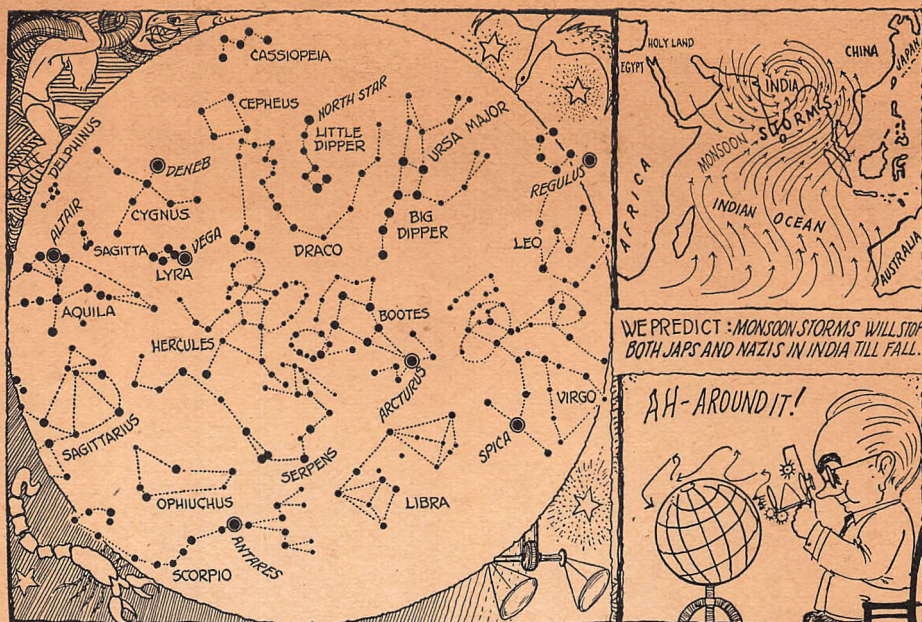 CASSIOPEIA
CEPHEUS
NORTH STAR
LITTLE
DIPPER
URSA MAJOR
DELPHINUS
DENEB
CYGNUS
REGULUS
ALTAIR
SAGITTA
VEGA
LYRA
DRACO
BIG
DIPPER
LEO
AQUILA
HERCULES
BOOTES
ARCTURUS
VIRGO
SAGITTARIUS
SERPENS
SPICA
OPHIUCHUS
LIBRA
ANTARES
SCORPIO
HOLY LAND
EGYPT
CHINA
JAPAN
INDIA
MONSOON STORMS
AFRICA
INDIAN OCEAN
AUSTRALIA
WE PREDICT: MONSOON STORMS WILL STO
BOTH JAPS AND NAZIS IN INDIA TILL FALL.
AH-AROUND IT!